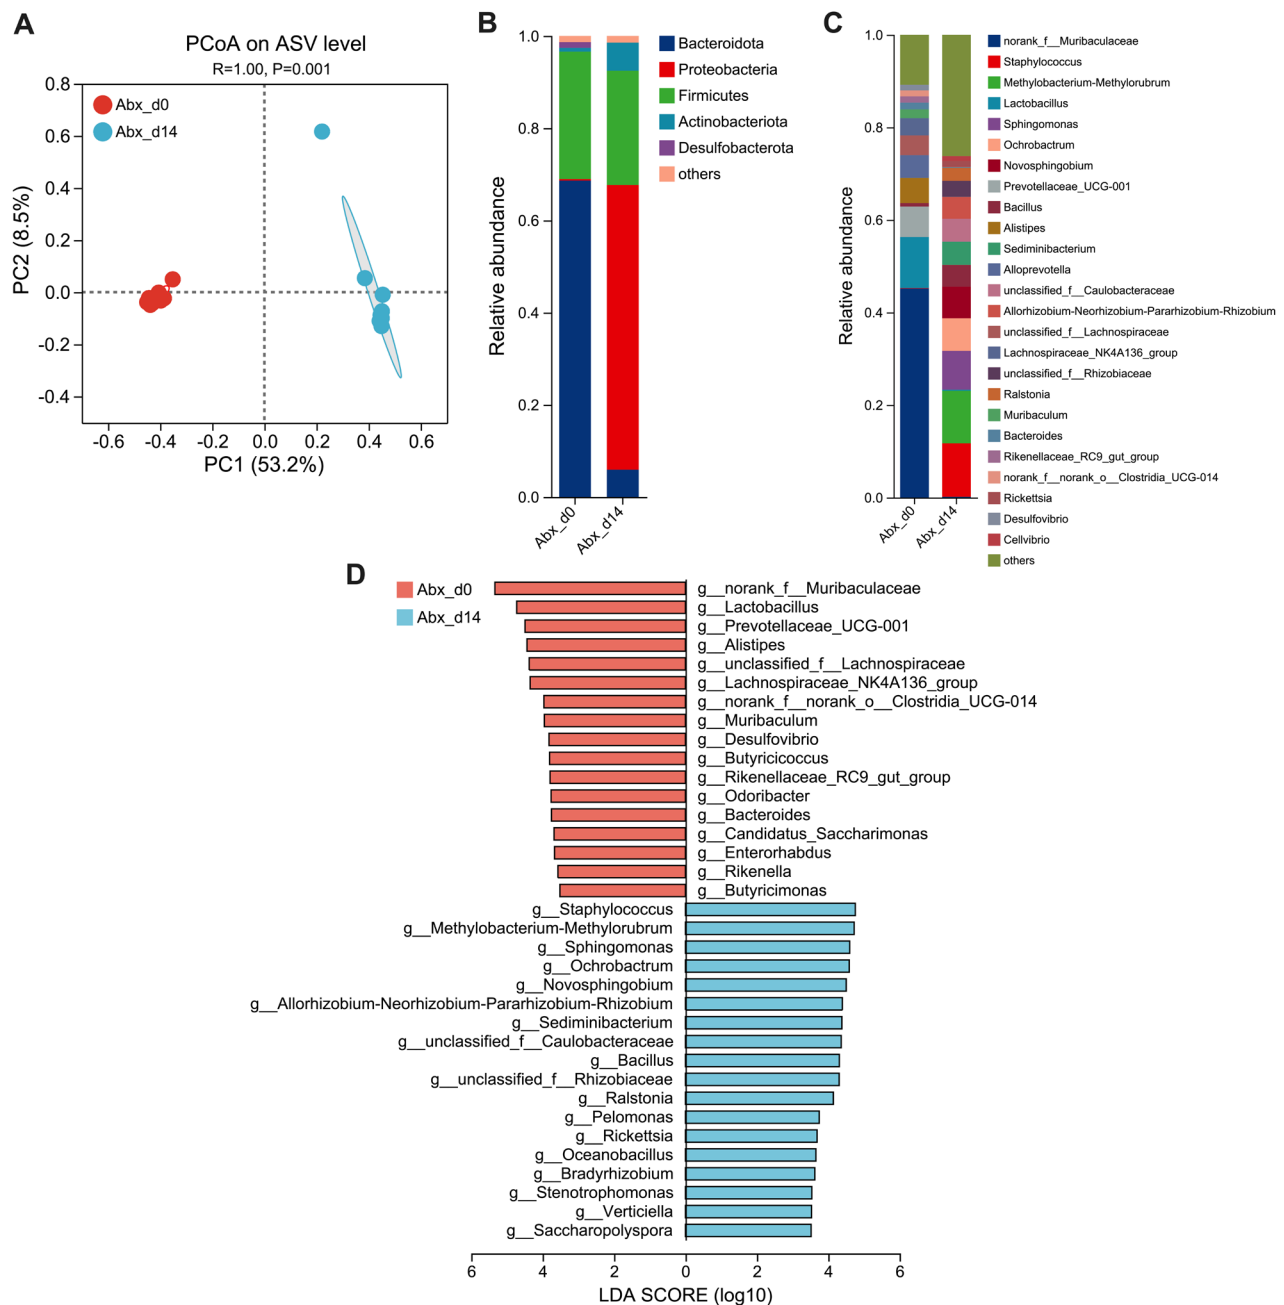 A
PCoA on ASV level
R=1.00, P=0.001
Abx_d0
Abx_d14
0.8
0.6
0.4
0.2
0.0
-0.2
-0.4
PC2 (8.5%)
-0.6
-0.4
-0.2
0.0
0.2
0.4
0.6
PC1 (53.2%)
B
1.0
0.8
0.6
0.4
0.2
0.0
Relative abundance
Abx_d0
Abx_d14
Bacteroidota
Proteobacteria
Firmicutes
Actinobacteriota
Desulfobacterota
others
C
1.0
0.8
0.6
0.4
0.2
0.0
Relative abundance
Abx_d0
Abx_d14
norank_f__Muribaculaceae
Staphylococcus
Methylobacterium-Methylorubrum
Lactobacillus
Sphingomonas
Ochrobactrum
Novosphingobium
Prevotellaceae_UCG-001
Bacillus
Alistipes
Sediminibacterium
Alloprevotella
unclassified_f__Caulobacteraceae
Allorhizobium-Neorhizobium-Pararhizobium-Rhizobium
unclassified_f__Lachnospiraceae
Lachnospiraceae_NK4A136_group
unclassified_f__Rhizobiaceae
Ralstonia
Muribaculum
Bacteroides
Rikenellaceae_RC9_gut_group
norank_f__norank_o__Clostridia_UCG-014
Rickettsia
Desulfovibrio
Cellvibrio
others
D
Abx_d0
Abx_d14
g__norank_f__Muribaculaceae
g__Lactobacillus
g__Prevotellaceae_UCG-001
g__Alistipes
g__unclassified_f__Lachnospiraceae
g__Lachnospiraceae_NK4A136_group
g__norank_f__norank_o__Clostridia_UCG-014
g__Muribaculum
g__Desulfovibrio
g__Butyricicoccus
g__Rikenellaceae_RC9_gut_group
g__Odoribacter
g__Bacteroides
g__Candidatus_Saccharimonas
g__Enterorhabdus
g__Rikenella
g__Butyricimonas
g__Staphylococcus
g__Methylobacterium-Methylorubrum
g__Sphingomonas
g__Ochrobactrum
g__Novosphingobium
g__Allorhizobium-Neorhizobium-Pararhizobium-Rhizobium
g__Sediminibacterium
g__unclassified_f__Caulobacteraceae
g__Bacillus
g__unclassified_f__Rhizobiaceae
g__Ralstonia
g__Pelomonas
g__Rickettsia
g__Oceanobacillus
g__Bradyrhizobium
g__Stenotrophomonas
g__Verticiella
g__Saccharopolyspora
6
4
2
0
2
4
6
LDA SCORE (log10)